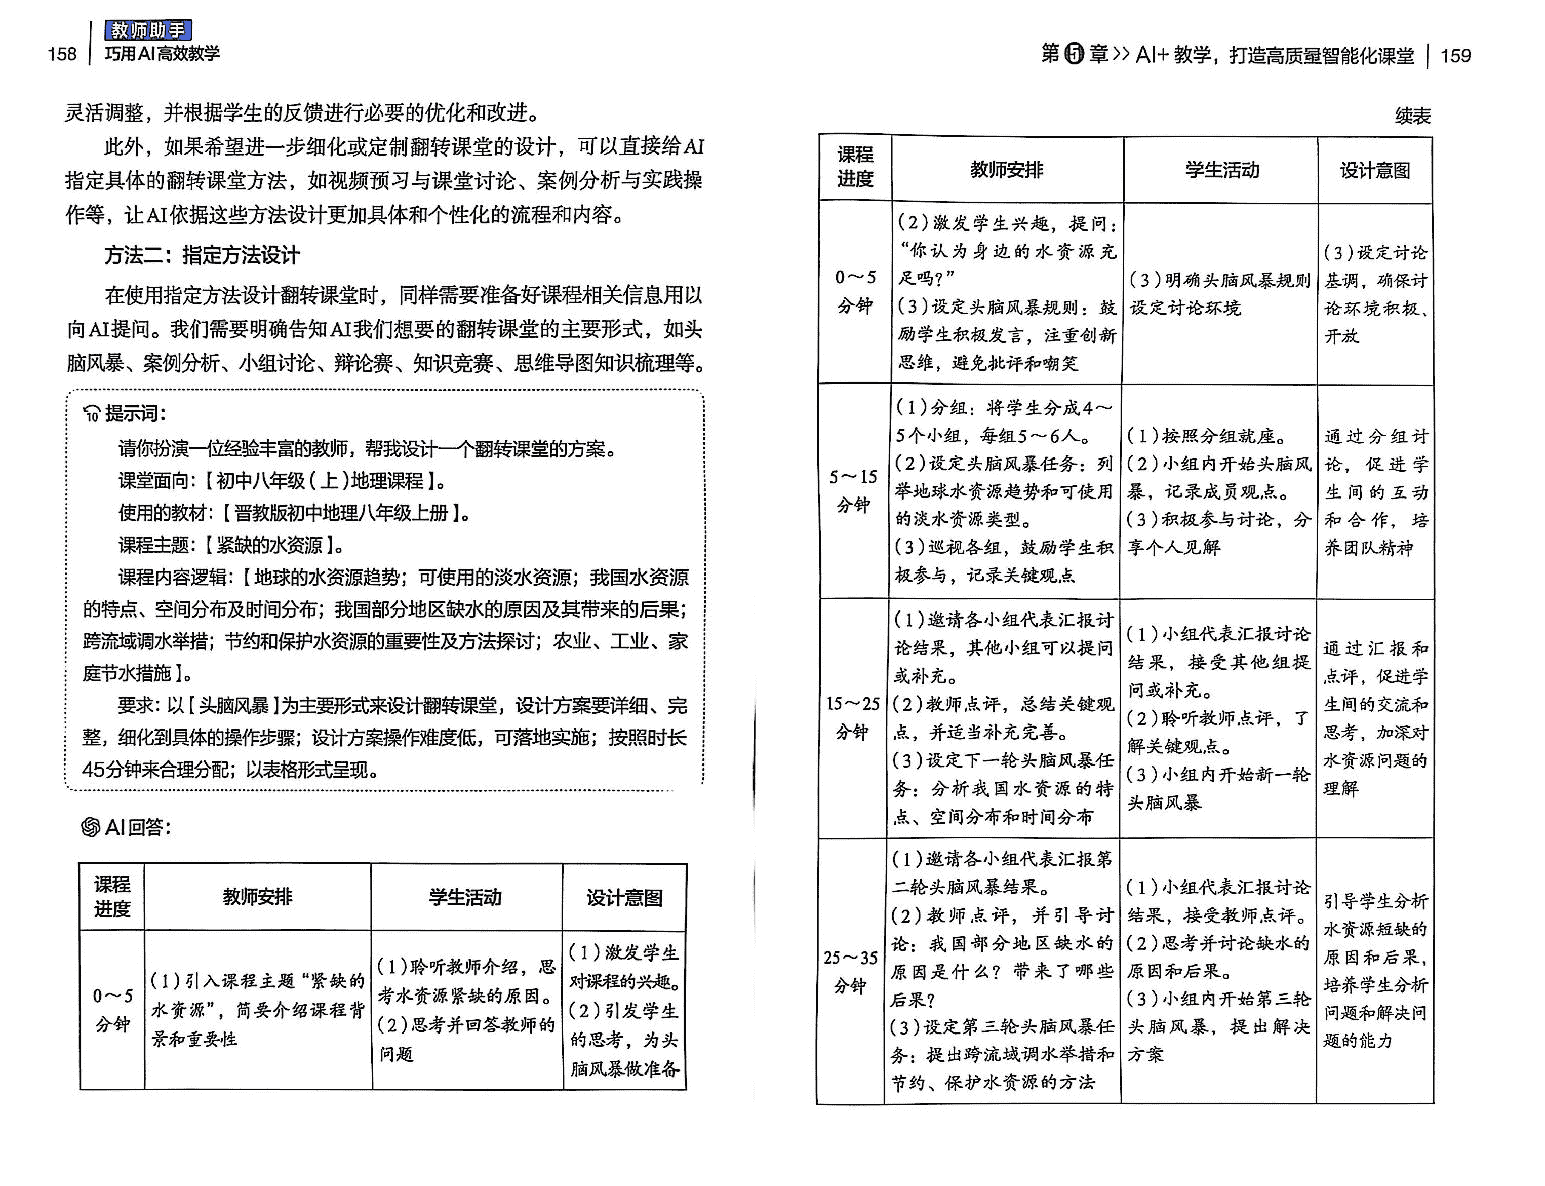 158
教师助手
巧用AI高效教学
灵活调整，并根据学生的反馈进行必要的优化和改进。
此外，如果希望进一步细化或定制翻转课堂的设计，可以直接给AI
指定具体的翻转课堂方法，如视频预习与课堂讨论、案例分析与实践操
作等，让AI依据这些方法设计更加具体和个性化的流程和内容。
方法二：指定方法设计
在使用指定方法设计翻转课堂时，同样需要准备好课程相关信息用以
向AI提问。我们需要明确告知AI我们想要的翻转课堂的主要形式，如头
脑风暴、案例分析、小组讨论、辩论赛、知识竞赛、思维导图知识梳理等。
提示词：
请你扮演一位经验丰富的教师，帮我设计一个翻转课堂的方案。
课堂面向：【初中八年级（上）地理课程】。
使用的教材：【晋教版初中地理八年级上册】。
课程主题：【紧缺的水资源】。
课程内容逻辑：【地球的水资源趋势；可使用的淡水资源；我国水资源
的特点、空间分布及时间分布；我国部分地区缺水的原因及其带来的后果；
跨流域调水举措；节约和保护水资源的重要性及方法探讨；农业、工业、家
庭节水措施】。
要求：以【头脑风暴】为主要形式来设计翻转课堂，设计方案要详细、完
整，细化到具体的操作步骤；设计方案操作难度低，可落地实施；按照时长
45分钟来合理分配；以表格形式呈现。
AI回答：
课程
进度
教师安排
学生活动
设计意图
0～5
分钟
（1）引入课程主题“紧缺的
水资源”，简要介绍课程背
景和重要性
（1）聆听教师介绍，思
考水资源紧缺的原因。
（2）思考并回答教师的
问题
（1）激发学生
对课程的兴趣。
（2）引发学生
的思考，为头
脑风暴做准备
第5章>>AI+教学，打造高质量智能化课堂
159
续表
课程
进度
教师安排
学生活动
设计意图
0～5
分钟
（2）激发学生兴趣，提问：
“你认为身边的水资源充
足吗？”
（3）设定头脑风暴规则：鼓
励学生积极发言，注重创新
思维，避免批评和嘲笑
（3）明确头脑风暴规则
设定讨论环境
（3）设定讨论
基调，确保讨
论环境积极、
开放
5～15
分钟
（1）分组：将学生分成4～
5个小组，每组5～6人。
（2）设定头脑风暴任务：列
举地球水资源趋势和可使用
的淡水资源类型。
（3）巡视各组，鼓励学生积
极参与，记录关键观点
（1）按照分组就座。
（2）小组内开始头脑风
暴，记录成员观点。
（3）积极参与讨论，分
享个人见解
通过分组讨
论，促进学
生间的互动
和合作，培
养团队精神
15～25
分钟
（1）邀请各小组代表汇报讨
论结果，其他小组可以提问
或补充。
（2）教师点评，总结关键观
点，并适当补充完善。
（3）设定下一轮头脑风暴任
务：分析我国水资源的特
点、空间分布和时间分布
（1）小组代表汇报讨论
结果，接受其他组提
问或补充。
（2）聆听教师点评，了
解关键观点。
（3）小组内开始新一轮
头脑风暴
通过汇报和
点评，促进学
生间的交流和
思考，加深对
水资源问题的
理解
25～35
分钟
（1）邀请各小组代表汇报第
二轮头脑风暴结果。
（2）教师点评，并引导讨
论：我国部分地区缺水的
原因是什么？带来了哪些
后果？
（3）设定第三轮头脑风暴任
务：提出跨流域调水举措和
节约、保护水资源的方法
（1）小组代表汇报讨论
结果，接受教师点评。
（2）思考并讨论缺水的
原因和后果。
（3）小组内开始第三轮
头脑风暴，提出解决
方案
引导学生分析
水资源短缺的
原因和后果，
培养学生分析
问题和解决问
题的能力